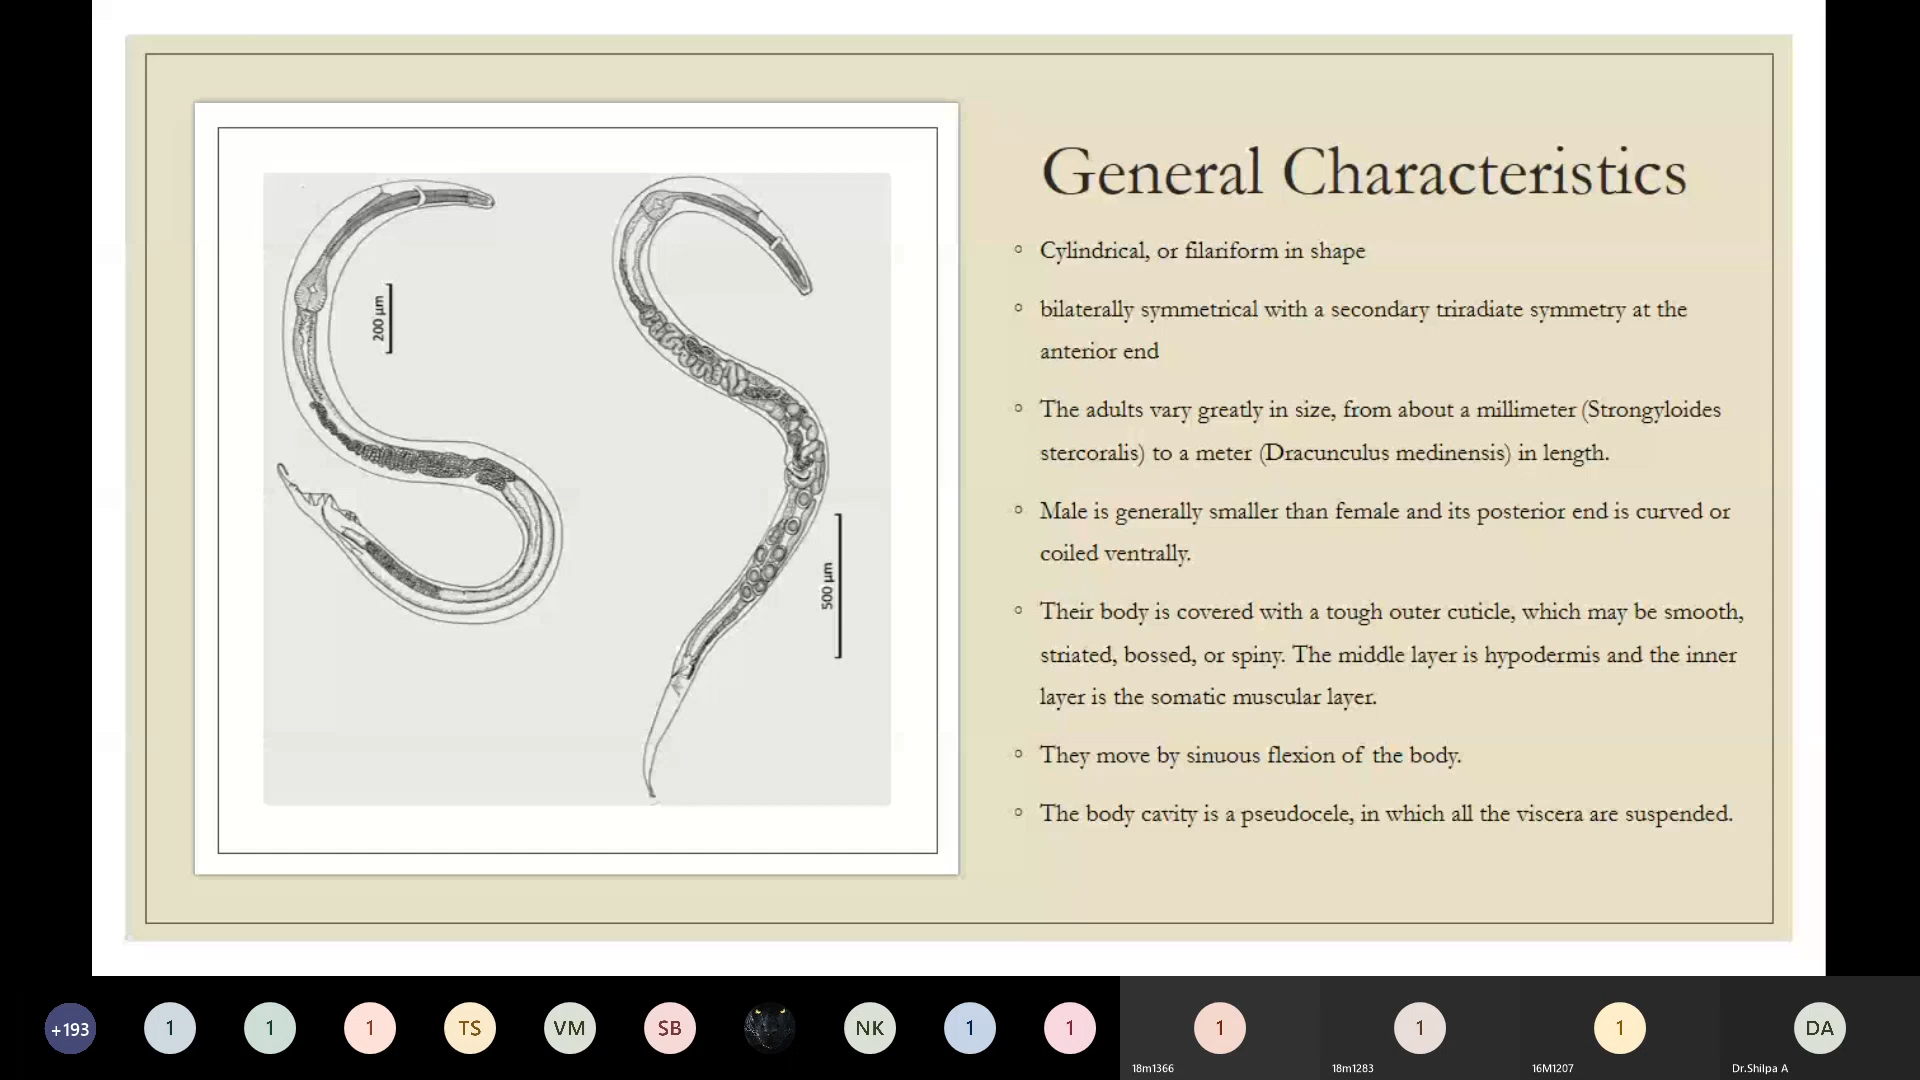 General Characteristics
Cylindrical, or filariform in shape
bilaterally symmetrical with a secondary triradiate symmetry at the
anterior end
The adults vary greatly in size, from about a millimeter (Strongyloides
stercoralis) to a meter (Dracunculus medinensis) in length.
Male is generally smaller than female and its posterior end is curved or
coiled ventrally.
Their body is covered with a tough outer cuticle, which may be smooth,
striated, bossed, or spiny. The middle layer is hypodermis and the inner
layer is the somatic muscular layer.
They move by sinuous flexion of the body.
The body cavity is a pseudocele, in which all the viscera are suspended.
200 µm
500 µm
+193
1
1
1
TS
VM
SB
NK
1
1
1
1
1
DA
18m1366
18m1283
16M1207
Dr.Shilpa A